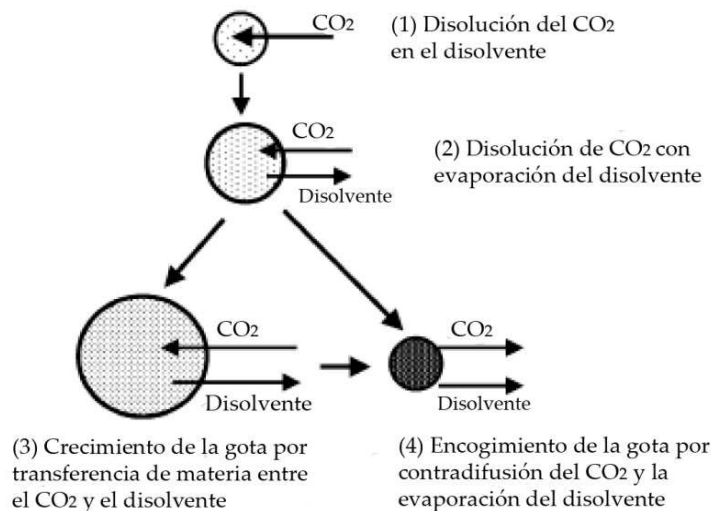 CO2
(1) Disolución del CO2
en el disolvente
CO2
Disolvente
(2) Disolución de CO2 con
evaporación del disolvente
CO2
Disolvente
CO2
Disolvente
(3) Crecimiento de la gota por
transferencia de materia entre
el CO2 y el disolvente
(4) Encogimiento de la gota por
contradifusión del CO2 y la
evaporación del disolvente